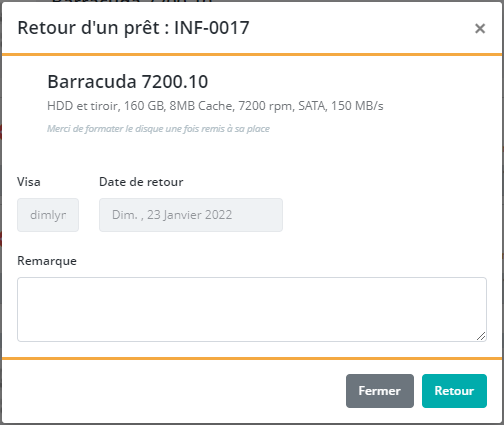 Retour d'un prêt : INF-0017
×
Barracuda 7200.10
HDD et tiroir, 160 GB, 8MB Cache, 7200 rpm, SATA, 150 MB/s
Merci de formater le disque une fois remis à sa place
Visa Date de retour
Dim. , 23 Janvier 2022
Remarque
Fermer Retour